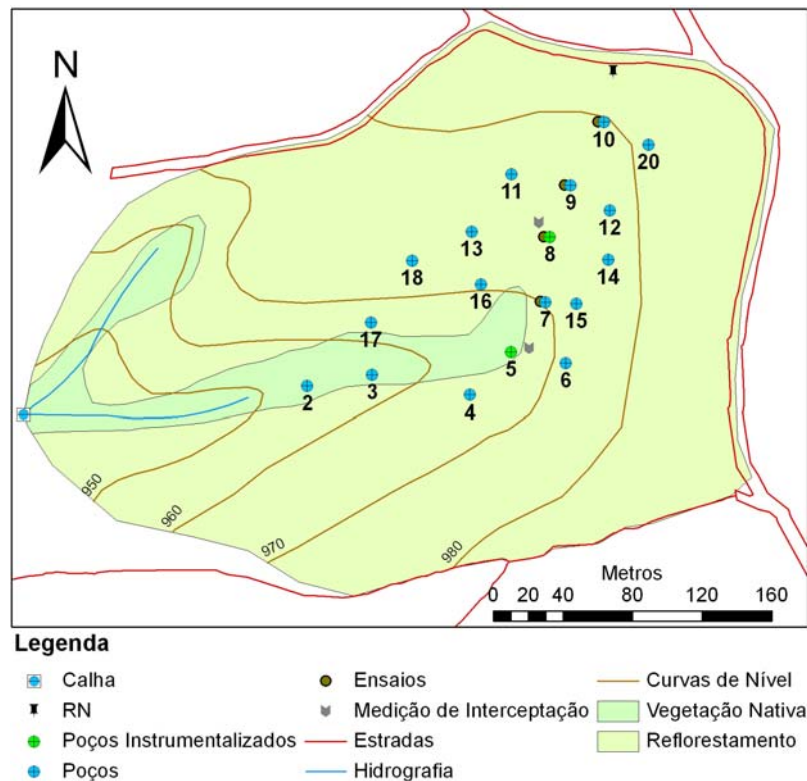 N
10
20
11
9
12
13
8
18
14
16
7
15
17
5
6
2
3
4
950
960
970
980
Metros
0 20 40 80 120 160
Legenda
Calha
RN
Poços Instrumentalizados
Poços
Ensaios
Medição de Interceptação
Estradas
Hidrografia
Curvas de Nível
Vegetação Nativa
Reflorestamento